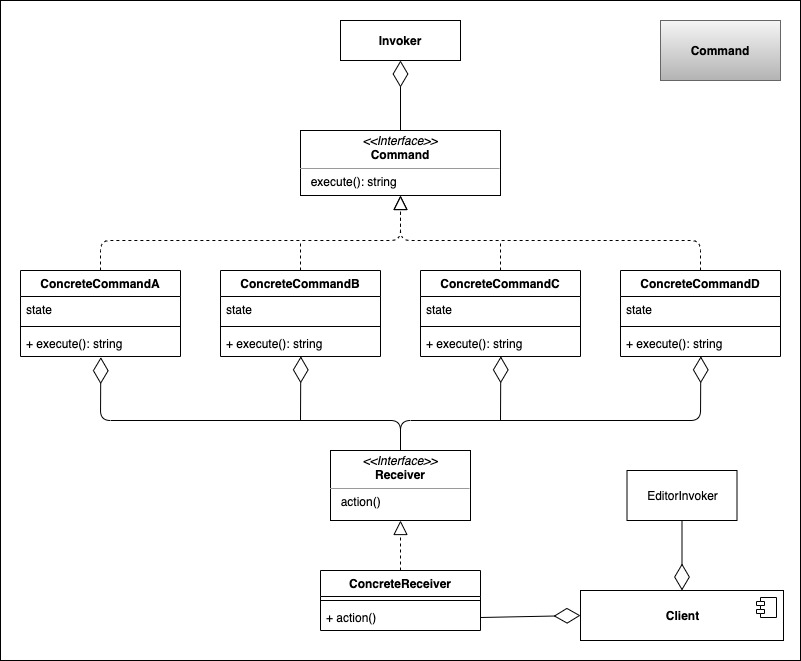 Invoker
Command
<<Interface>>
Command
execute(): string
ConcreteCommandA
state
+ execute(): string
ConcreteCommandB
state
+ execute(): string
ConcreteCommandC
state
+ execute(): string
ConcreteCommandD
state
+ execute(): string
<<Interface>>
Receiver
action()
EditorInvoker
ConcreteReceiver
+ action()
Client